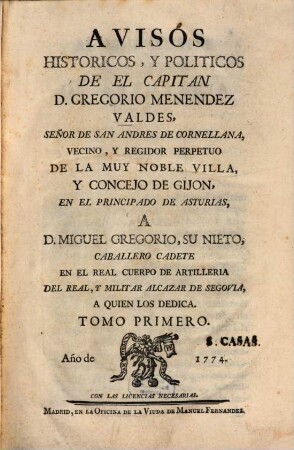 AVISÓS
HISTORICOS, Y POLITICOS
DE EL CAPITAN
D. GREGORIO MENENDEZ
VALDES,
SEÑOR DE SAN ANDRES DE CORNELLANA,
VECINO, Y REGIDOR PERPETUO
DE LA MUY NOBLE VILLA,
Y CONCEJO DE GIJON,
EN EL PRINCIPADO DE ASTURIAS,
A
D. MIGUEL GREGORIO, SU NIETO,
CABALLERO CADETE
EN EL REAL CUERPO DE ARTILLERIA
DEL REAL, Y MILITAR ALCAZAR DE SEGOVIA,
A QUIEN LOS DEDICA.
TOMO PRIMERO.
S. CASAS.
Año de 1774.
CON LAS LICENCIAS NECESARIAS.
MADRID, EN LA OFICINA DE LA VIUDA DE MANUEL FERNANDEZ.